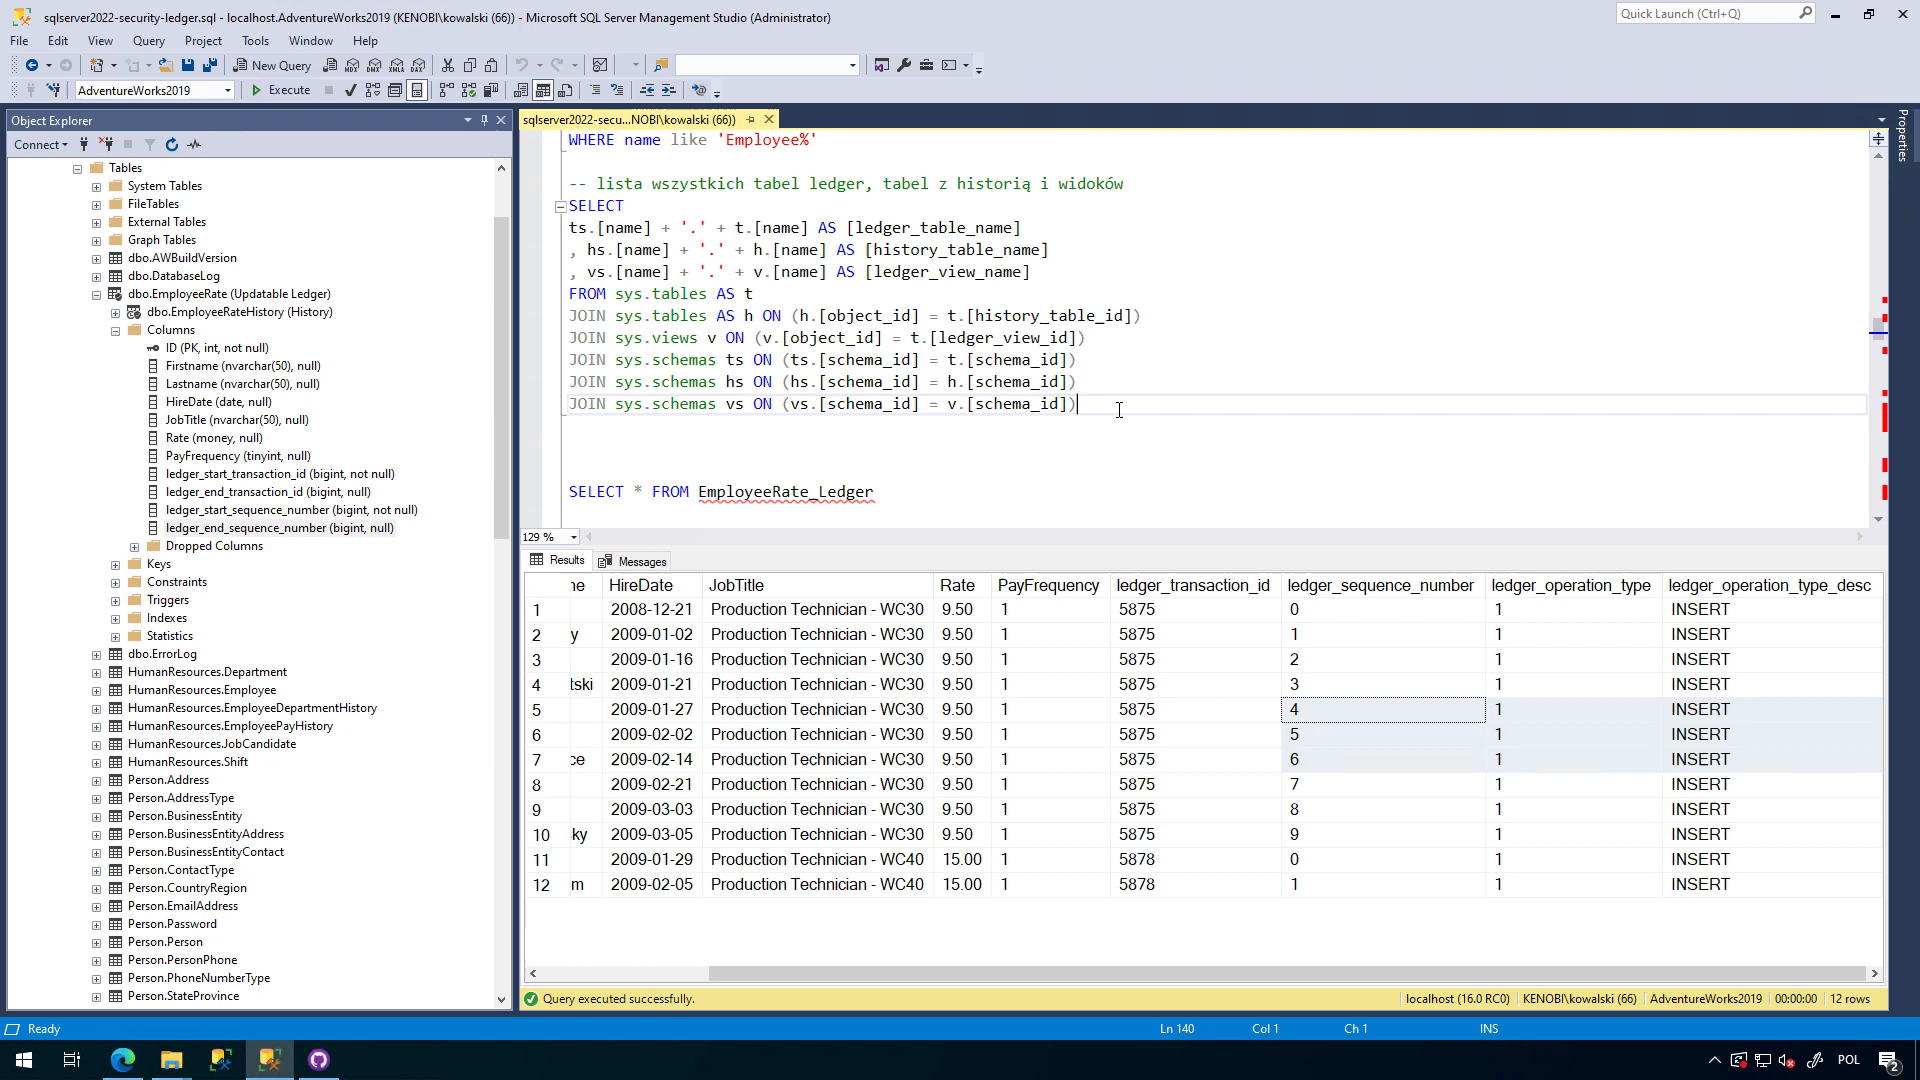 sqlserver2022-security-ledger.sql - localhost.AdventureWorks2019 (KENOBI\kowalski (66)) - Microsoft SQL Server Management Studio (Administrator)
Quick Launch (Ctrl+Q)
File Edit View Query Project Tools Window Help
New Query
AdventureWorks2019 Execute
Object Explorer
Connect
Tables
System Tables
FileTables
External Tables
Graph Tables
dbo.AWBuildVersion
dbo.DatabaseLog
dbo.EmployeeRate (Updatable Ledger)
dbo.EmployeeRateHistory (History)
Columns
ID (PK, int, not null)
Firstname (nvarchar(50), null)
Lastname (nvarchar(50), null)
HireDate (date, null)
JobTitle (nvarchar(50), null)
Rate (money, null)
PayFrequency (tinyint, null)
ledger_start_transaction_id (bigint, not null)
ledger_end_transaction_id (bigint, null)
ledger_start_sequence_number (bigint, not null)
ledger_end_sequence_number (bigint, null)
Dropped Columns
Keys
Constraints
Triggers
Indexes
Statistics
dbo.ErrorLog
HumanResources.Department
HumanResources.Employee
HumanResources.EmployeeDepartmentHistory
HumanResources.EmployeePayHistory
HumanResources.JobCandidate
HumanResources.Shift
Person.Address
Person.AddressType
Person.BusinessEntity
Person.BusinessEntityAddress
Person.BusinessEntityContact
Person.ContactType
Person.CountryRegion
Person.EmailAddress
Person.Password
Person.Person
Person.PersonPhone
Person.PhoneNumberType
Person.StateProvince
sqlserver2022-secu...NOBI\kowalski (66))
Properties
WHERE name like 'Employee%'
-- lista wszystkich tabel ledger, tabel z historią i widoków
SELECT
ts.[name] + '.' + t.[name] AS [ledger_table_name]
, hs.[name] + '.' + h.[name] AS [history_table_name]
, vs.[name] + '.' + v.[name] AS [ledger_view_name]
FROM sys.tables AS t
JOIN sys.tables AS h ON (h.[object_id] = t.[history_table_id])
JOIN sys.views v ON (v.[object_id] = t.[ledger_view_id])
JOIN sys.schemas ts ON (ts.[schema_id] = t.[schema_id])
JOIN sys.schemas hs ON (hs.[schema_id] = h.[schema_id])
JOIN sys.schemas vs ON (vs.[schema_id] = v.[schema_id])
SELECT * FROM EmployeeRate_Ledger
129 %
Results Messages
ne HireDate JobTitle Rate PayFrequency ledger_transaction_id ledger_sequence_number ledger_operation_type ledger_operation_type_desc
1 2008-12-21 Production Technician - WC30 9.50 1 5875 0 1 INSERT
2 y 2009-01-02 Production Technician - WC30 9.50 1 5875 1 1 INSERT
3 2009-01-16 Production Technician - WC30 9.50 1 5875 2 1 INSERT
4 tski 2009-01-21 Production Technician - WC30 9.50 1 5875 3 1 INSERT
5 2009-01-27 Production Technician - WC30 9.50 1 5875 4 1 INSERT
6 2009-02-02 Production Technician - WC30 9.50 1 5875 5 1 INSERT
7 ce 2009-02-14 Production Technician - WC30 9.50 1 5875 6 1 INSERT
8 2009-02-21 Production Technician - WC30 9.50 1 5875 7 1 INSERT
9 2009-03-03 Production Technician - WC30 9.50 1 5875 8 1 INSERT
10 ky 2009-03-05 Production Technician - WC30 9.50 1 5875 9 1 INSERT
11 2009-01-29 Production Technician - WC40 15.00 1 5878 0 1 INSERT
12 m 2009-02-05 Production Technician - WC40 15.00 1 5878 1 1 INSERT
Query executed successfully. localhost (16.0 RC0) KENOBI\kowalski (66) AdventureWorks2019 00:00:00 12 rows
Ready Ln 140 Col 1 Ch 1 INS
POL 2